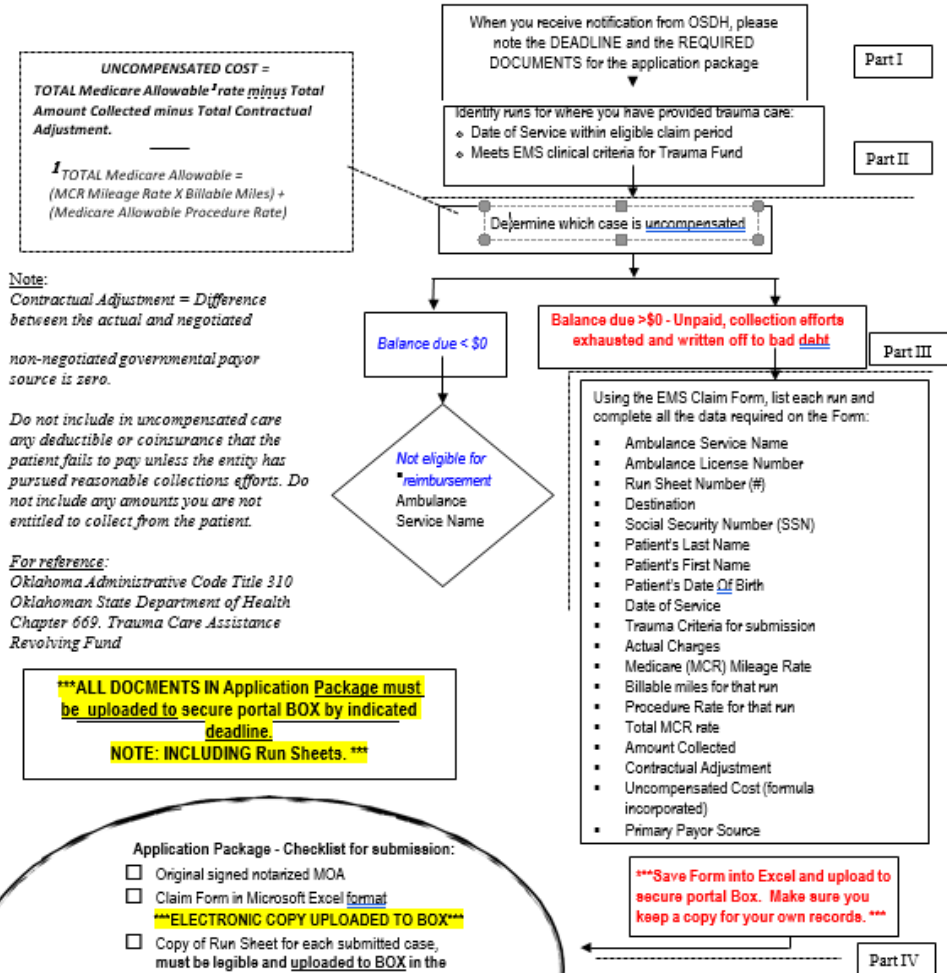 When you receive notification from OSDH, please
note the DEADLINE and the REQUIRED
DOCUMENTS for the application package
Part I
UNCOMPENSATED COST =
TOTAL Medicare Allowable¹rate minus Total
Amount Collected minus Total Contractual
Adjustment.
1 TOTAL Medicare Allowable =
(MCR Mileage Rate X Billable Miles) +
(Medicare Allowable Procedure Rate)
Identify runs for where you have provided trauma care:
Date of Service within eligible claim period
Meets EMS clinical criteria for Trauma Fund
Part II
Determine which case is uncompensated
Note:
Contractual Adjustment = Difference
between the actual and negotiated
non-negotiated governmental payor
source is zero.
Do not include in uncompensated care
any deductible or coinsurance that the
patient fails to pay unless the entity has
pursued reasonable collections efforts. Do
not include any amounts you are not
entitled to collect from the patient.
For reference:
Oklahoma Administrative Code Title 310
Oklahoman State Department of Health
Chapter 669. Trauma Care Assistance
Revolving Fund
Balance due < $0
Not eligible for
reimbursement
Ambulance
Service Name
Balance due >$0 - Unpaid, collection efforts
exhausted and written off to bad debt
Part III
Using the EMS Claim Form, list each run and
complete all the data required on the Form:
▪ Ambulance Service Name
▪ Ambulance License Number
▪ Run Sheet Number (#)
▪ Destination
▪ Social Security Number (SSN)
▪ Patient's Last Name
▪ Patient's First Name
▪ Patient's Date Of Birth
▪ Date of Service
▪ Trauma Criteria for submission
▪ Actual Charges
▪ Medicare (MCR) Mileage Rate
▪ Billable miles for that run
▪ Procedure Rate for that run
▪ Total MCR rate
▪ Amount Collected
▪ Contractual Adjustment
▪ Uncompensated Cost (formula
incorporated)
▪ Primary Payor Source
***ALL DOCMENTS IN Application Package must
be uploaded to secure portal BOX by indicated
deadline.
NOTE: INCLUDING Run Sheets. ***
Application Package - Checklist for submission:
☐ Original signed notarized MOA
☐ Claim Form in Microsoft Excel format
***ELECTRONIC COPY UPLOADED TO BOX***
☐ Copy of Run Sheet for each submitted case,
must be legible and uploaded to BOX in the
***Save Form into Excel and upload to
secure portal Box. Make sure you
keep a copy for your own records. ***
Part IV